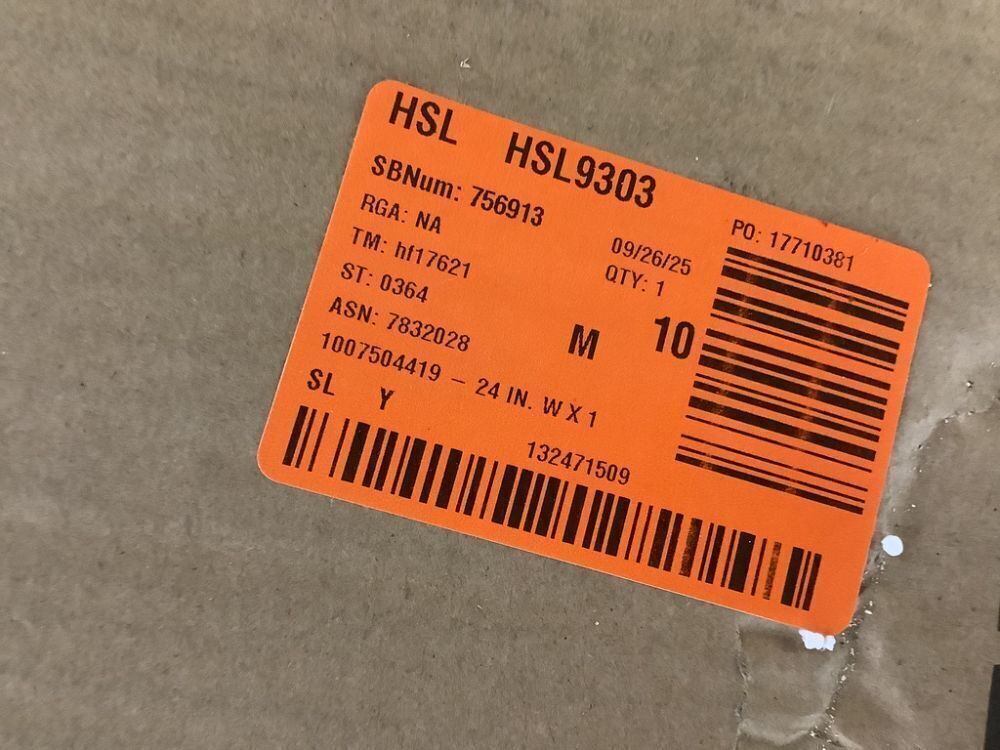 HSL HSL9303
SBNum: 756913
RGA: NA
TM: hf17621
ST: 0364
ASN: 7832028
1007504419 – 24 IN. W X 1
SL Y
09/26/25
QTY: 1
M 10
PO: 17710381
132471509